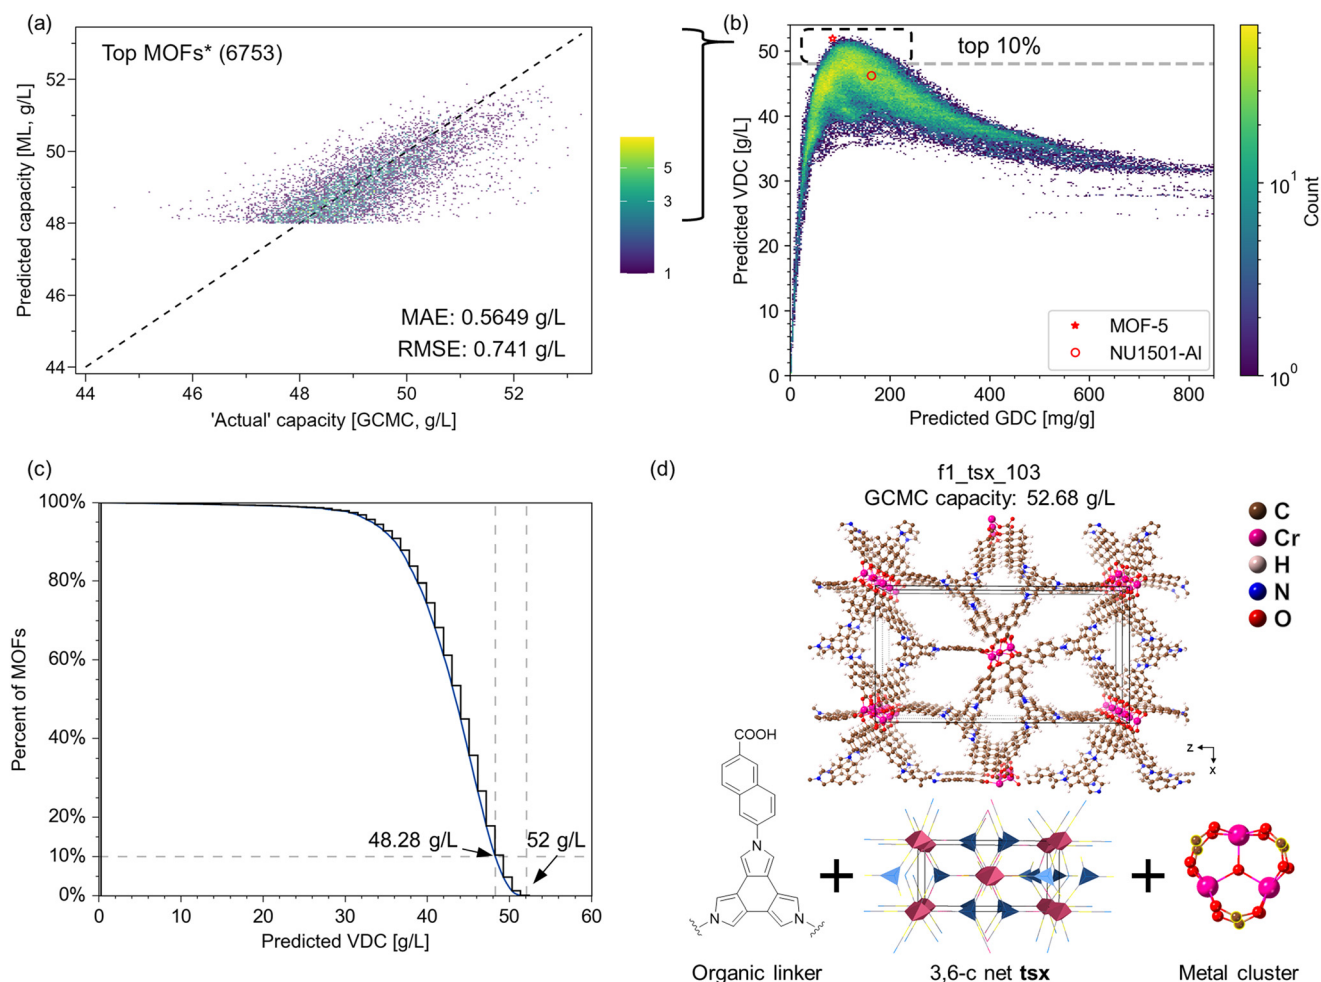 (a)
Top MOFs* (6753)
Predicted capacity [ML, g/L]
52
50
48
46
44
MAE: 0.5649 g/L
RMSE: 0.741 g/L
44
46
48
50
52
'Actual' capacity [GCMC, g/L]
5
3
1
(b)
top 10%
Predicted VDC [g/L]
50
40
30
20
10
0
MOF-5
NU1501-Al
0
200
400
600
800
Predicted GDC [mg/g]
10¹
10⁰
Count
(c)
Percent of MOFs
100%
80%
60%
40%
20%
10%
0%
48.28 g/L
52 g/L
0
10
20
30
40
50
60
Predicted VDC [g/L]
(d)
f1_tsx_103
GCMC capacity: 52.68 g/L
C
Cr
H
N
O
z
x
COOH
N
N
N
+
+
Organic linker
3,6-c net tsx
Metal cluster